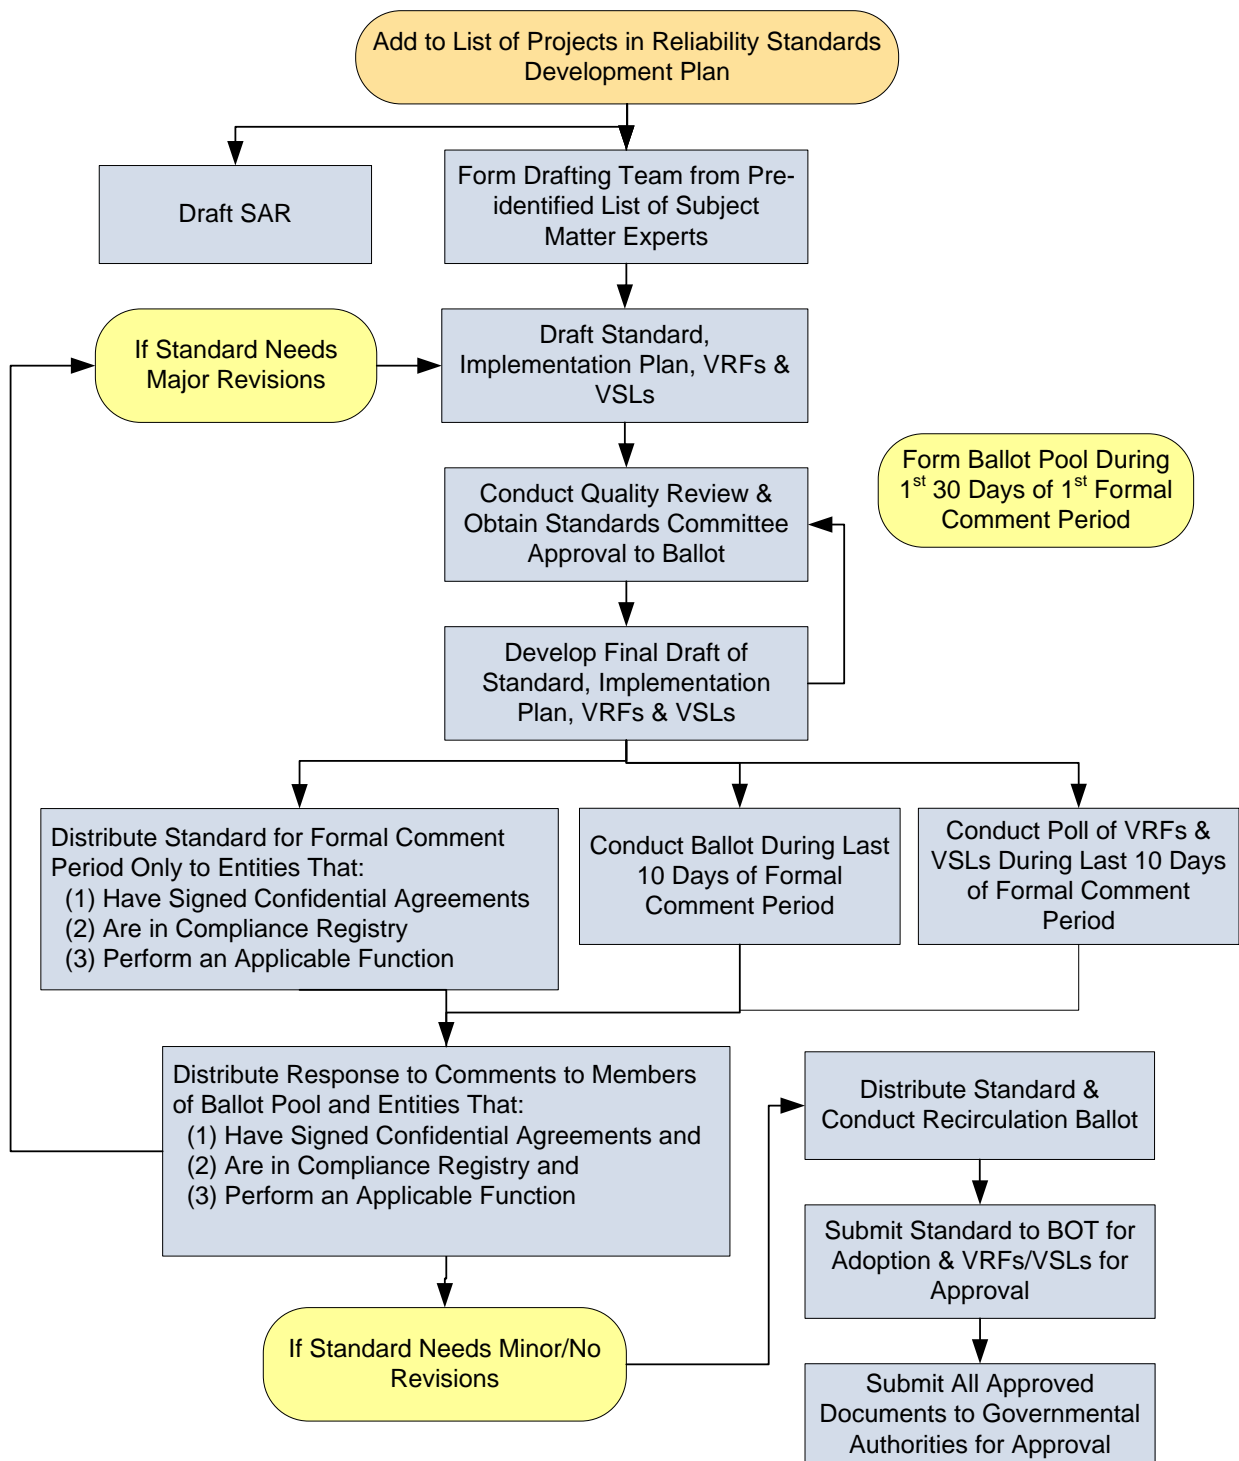 Add to List of Projects in Reliability Standards
Development Plan
Draft SAR
Form Drafting Team from Pre-
identified List of Subject
Matter Experts
If Standard Needs
Major Revisions
Draft Standard,
Implementation Plan, VRFs &
VSLs
Form Ballot Pool During
1st 30 Days of 1st Formal
Comment Period
Conduct Quality Review &
Obtain Standards Committee
Approval to Ballot
Develop Final Draft of
Standard, Implementation
Plan, VRFs & VSLs
Distribute Standard for Formal Comment
Period Only to Entities That:
(1) Have Signed Confidential Agreements
(2) Are in Compliance Registry
(3) Perform an Applicable Function
Conduct Ballot During Last
10 Days of Formal
Comment Period
Conduct Poll of VRFs &
VSLs During Last 10 Days
of Formal Comment
Period
Distribute Response to Comments to Members
of Ballot Pool and Entities That:
(1) Have Signed Confidential Agreements and
(2) Are in Compliance Registry and
(3) Perform an Applicable Function
Distribute Standard &
Conduct Recirculation Ballot
Submit Standard to BOT for
Adoption & VRFs/VSLs for
Approval
If Standard Needs Minor/No
Revisions
Submit All Approved
Documents to Governmental
Authorities for Approval